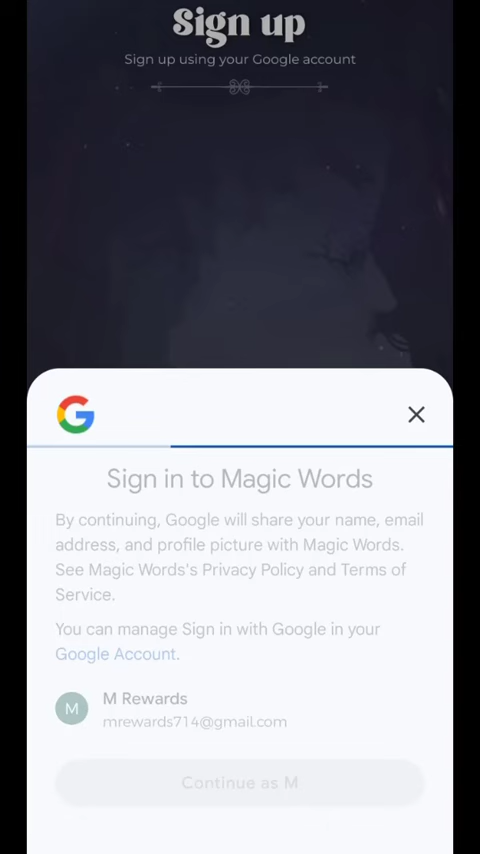 Sign up
Sign up using your Google account
Sign in to Magic Words
By continuing, Google will share your name, email
address, and profile picture with Magic Words.
See Magic Words's Privacy Policy and Terms of
Service.
You can manage Sign in with Google in your
Google Account.
M
M Rewards
mrewards714@gmail.com
Continue as M